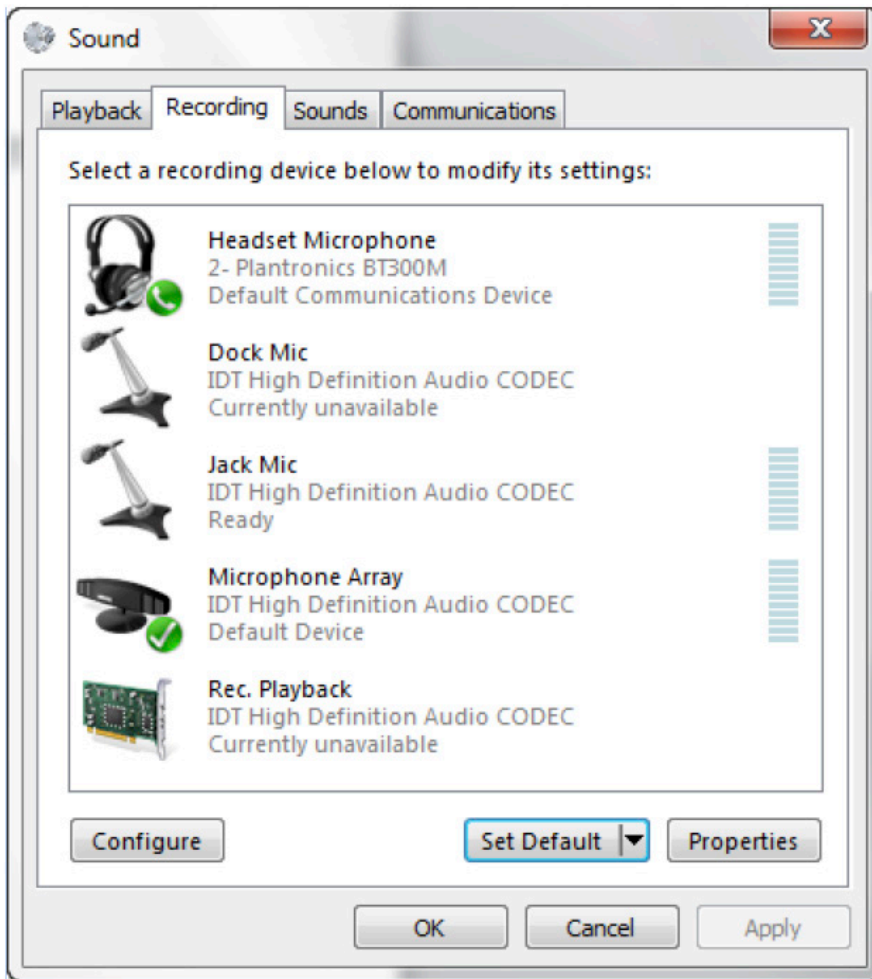 Sound
Playback Recording Sounds Communications
Select a recording device below to modify its settings:
Headset Microphone
2- Plantronics BT300M
Default Communications Device
Dock Mic
IDT High Definition Audio CODEC
Currently unavailable
Jack Mic
IDT High Definition Audio CODEC
Ready
Microphone Array
IDT High Definition Audio CODEC
Default Device
Rec. Playback
IDT High Definition Audio CODEC
Currently unavailable
Configure Set Default Properties
OK Cancel Apply